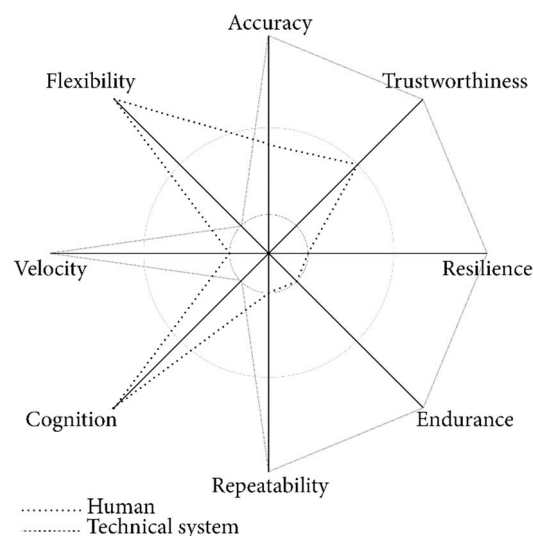 Accuracy
Flexibility
Trustworthiness
Velocity
Resilience
Cognition
Endurance
Repeatability
Human
Technical system